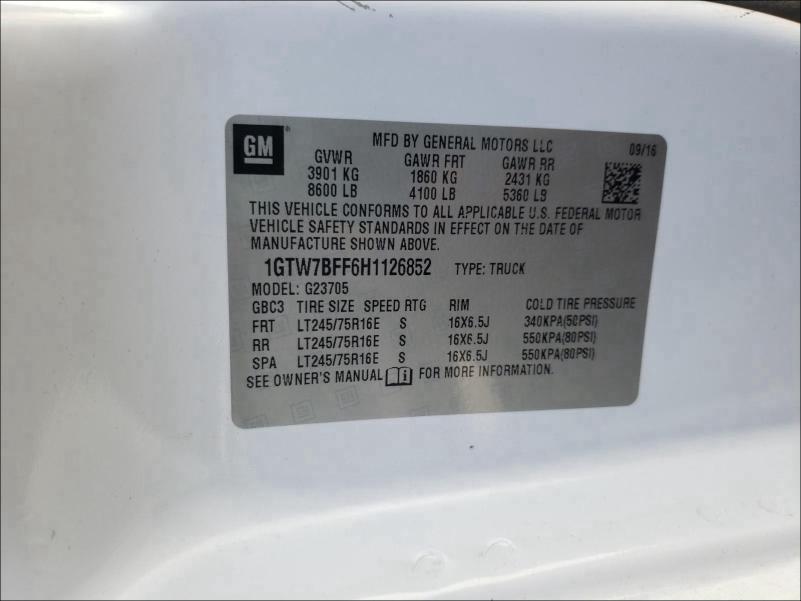 GM
MFD BY GENERAL MOTORS LLC 09/16
GVWR GAWR FRT GAWR RR
3901 KG 1860 KG 2431 KG
8600 LB 4100 LB 5360 LB
THIS VEHICLE CONFORMS TO ALL APPLICABLE U.S. FEDERAL MOTOR
VEHICLE SAFETY STANDARDS IN EFFECT ON THE DATE OF
MANUFACTURE SHOWN ABOVE.
1GTW7BFF6H1126852 TYPE: TRUCK
MODEL: G23705
GBC3 TIRE SIZE SPEED RTG RIM COLD TIRE PRESSURE
FRT LT245/75R16E S 16X6.5J 340KPA(50PSI)
RR LT245/75R16E S 16X6.5J 550KPA(80PSI)
SPA LT245/75R16E S 16X6.5J 550KPA(80PSI)
SEE OWNER'S MANUAL FOR MORE INFORMATION.